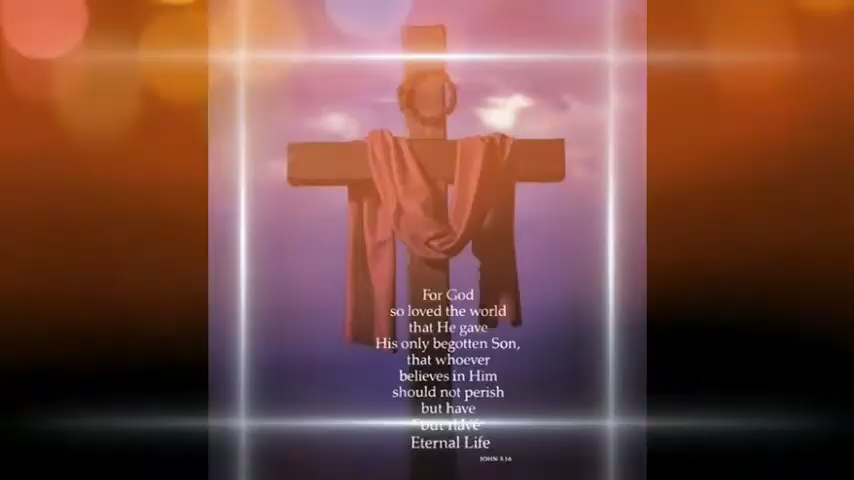 For God
so loved the world
that He gave
His only begotten Son,
that whoever
believes in Him
should not perish
but have
but have
Eternal Life
JOHN 3:16